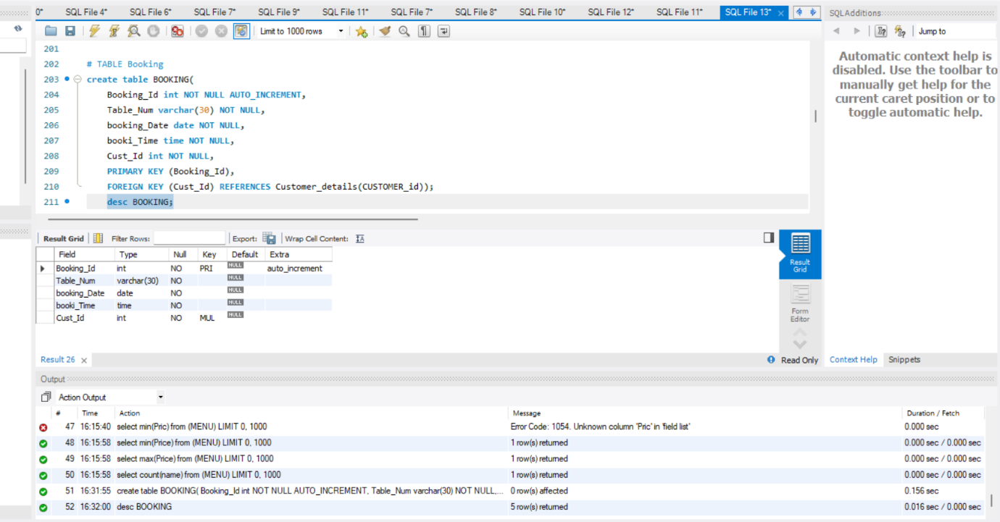 0* SQL File 4* SQL File 6* SQL File 7* SQL File 9* SQL File 11* SQL File 7* SQL File 8* SQL File 10* SQL File 12* SQL File 11* SQL File 13* SQLAdditions
Limit to 1000 rows Jump to
201
202 # TABLE Booking
203 create table BOOKING(
204 Booking_Id int NOT NULL AUTO_INCREMENT,
205 Table_Num varchar(30) NOT NULL,
206 booking_Date date NOT NULL,
207 booki_Time time NOT NULL,
208 Cust_Id int NOT NULL,
209 PRIMARY KEY (Booking_Id),
210 FOREIGN KEY (Cust_Id) REFERENCES Customer_details(CUSTOMER_id));
211 desc BOOKING;
Automatic context help is
disabled. Use the toolbar to
manually get help for the
current caret position or to
toggle automatic help.
Result Grid Filter Rows: Export: Wrap Cell Content:
Field Type Null Key Default Extra
Booking_Id int NO PRI NULL auto_increment
Table_Num varchar(30) NO NULL
booking_Date date NO NULL
booki_Time time NO NULL
Cust_Id int NO MUL NULL
Result
Grid
Form
Editor
Result 26 Read Only Context Help Snippets
Output
Action Output
# Time Action Message Duration / Fetch
47 16:15:40 select min(Pric) from (MENU) LIMIT 0, 1000 Error Code: 1054. Unknown column 'Pric' in 'field list' 0.000 sec
48 16:15:58 select min(Price) from (MENU) LIMIT 0, 1000 1 row(s) returned 0.000 sec / 0.000 sec
49 16:15:58 select max(Price) from (MENU) LIMIT 0, 1000 1 row(s) returned 0.000 sec / 0.000 sec
50 16:15:58 select count(name) from (MENU) LIMIT 0, 1000 1 row(s) returned 0.000 sec / 0.000 sec
51 16:31:55 create table BOOKING( Booking_Id int NOT NULL AUTO_INCREMENT, Table_Num varchar(30) NOT NULL,... 0 row(s) affected 0.156 sec
52 16:32:00 desc BOOKING 5 row(s) returned 0.016 sec / 0.000 sec